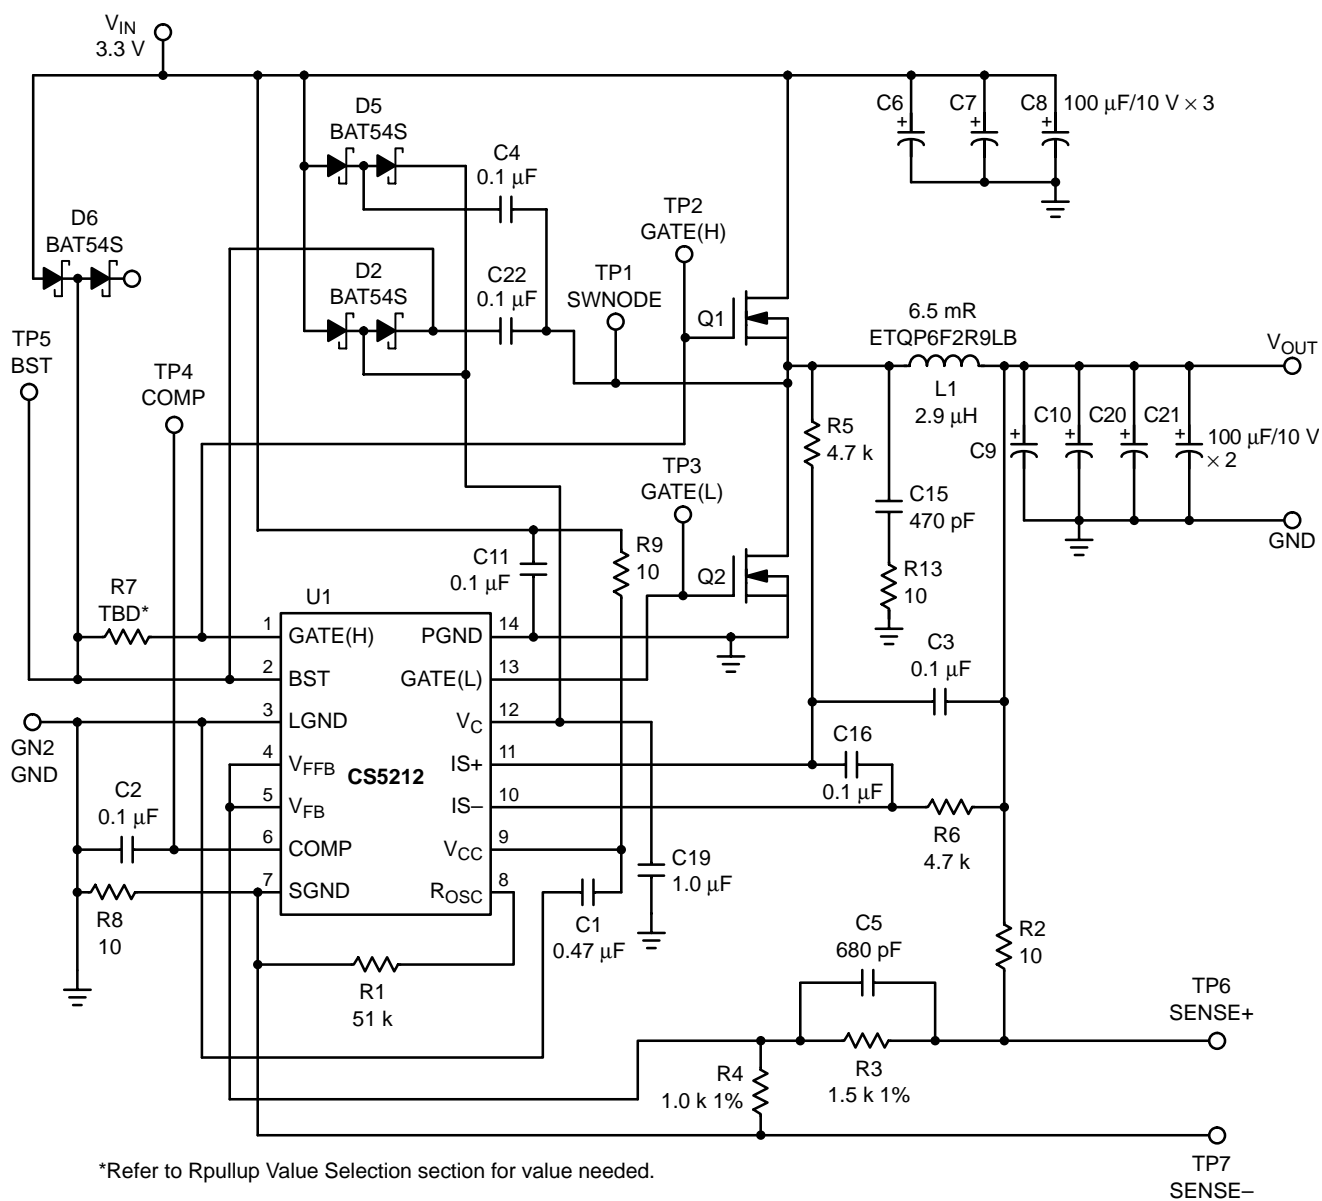 V_IN
3.3 V
D5
BAT54S
C4
0.1 μF
C6
C7
C8
100 μF/10 V × 3
+
+
+
D6
BAT54S
TP2
GATE(H)
D2
BAT54S
C22
0.1 μF
TP1
SWNODE
Q1
6.5 mR
ETQP6F2R9LB
L1
2.9 μH
V_OUT
TP5
BST
TP4
COMP
R5
4.7 k
C9
C10
C20
C21
+
+
+
+
100 μF/10 V
× 2
GND
TP3
GATE(L)
C15
470 pF
R13
10
C11
0.1 μF
R9
10
Q2
R7
TBD*
U1
1
GATE(H)
PGND
14
2
BST
GATE(L)
13
3
LGND
V_C
12
4
V_FFB
IS+
11
5
V_FB
IS–
10
6
COMP
V_CC
9
7
SGND
R_OSC
8
CS5212
GN2
GND
C3
0.1 μF
C16
0.1 μF
C2
0.1 μF
R6
4.7 k
C19
1.0 μF
R8
10
C1
0.47 μF
R1
51 k
C5
680 pF
R2
10
R3
1.5 k 1%
R4
1.0 k 1%
TP6
SENSE+
TP7
SENSE–
*Refer to Rpullup Value Selection section for value needed.